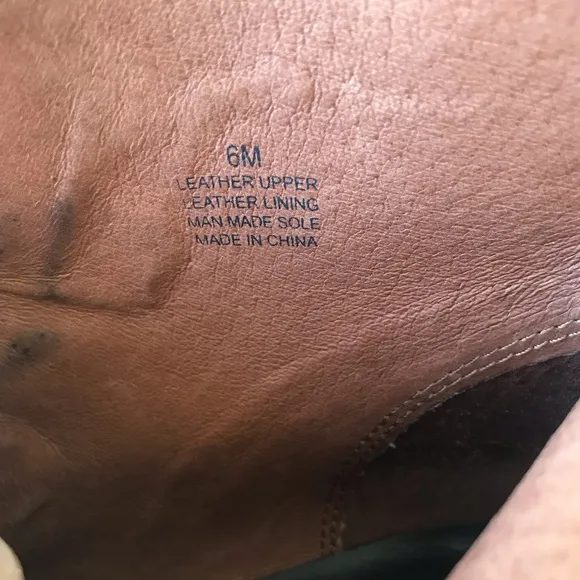 6M
LEATHER UPPER
LEATHER LINING
MAN MADE SOLE
MADE IN CHINA